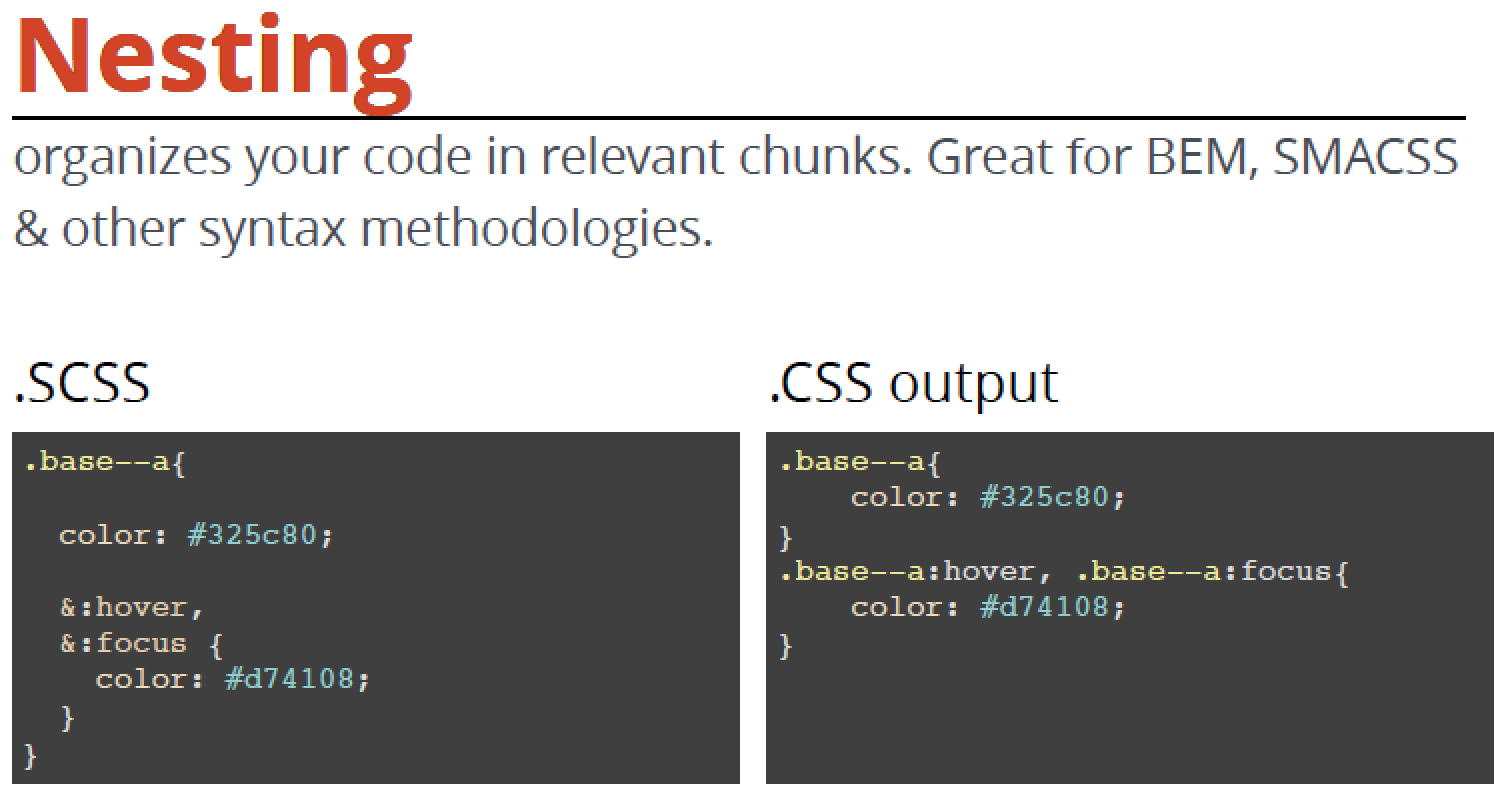 Nesting
organizes your code in relevant chunks. Great for BEM, SMACSS
& other syntax methodologies.
.SCSS
.base--a{
color: #325c80;
&:hover,
&:focus {
color: #d74108;
}
}
.CSS output
.base--a{
color: #325c80;
}
.base--a:hover, .base--a:focus{
color: #d74108;
}